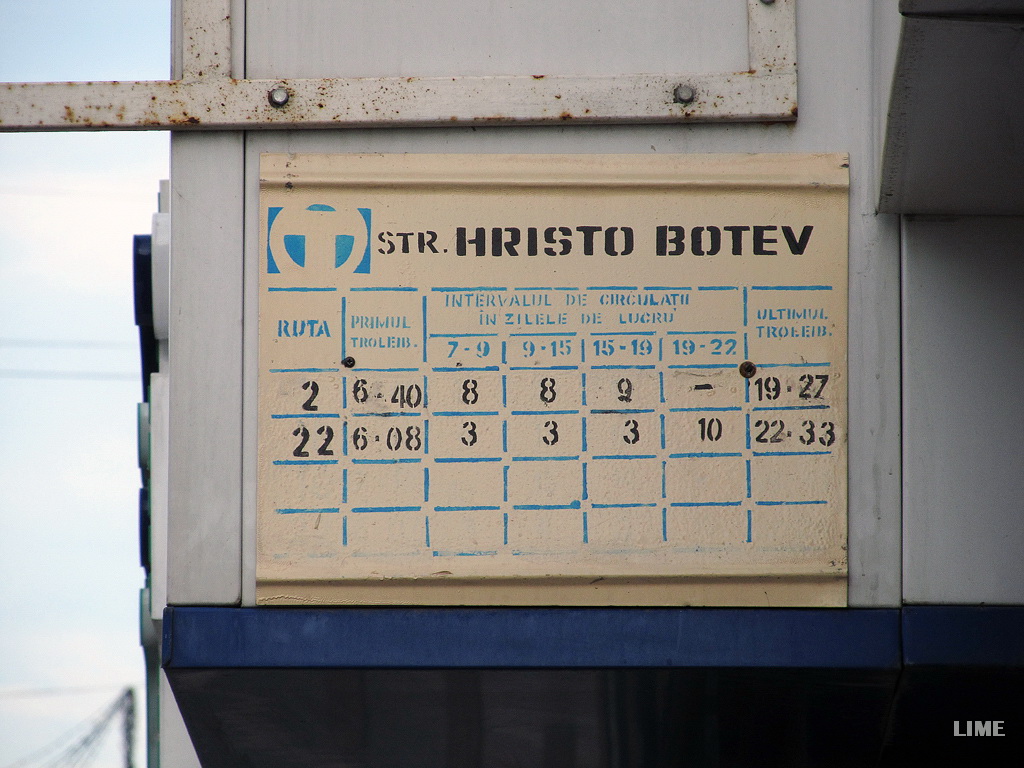 T STR. HRISTO BOTEV
RUTA PRIMUL TROLEIB. INTERVALUL DE CIRCULATII ÎN ZILELE DE LUCRU ULTIMUL TROLEIB.
7-9 9-15 15-19 19-22
2 6-40 8 8 9 - 19-27
22 6-08 3 3 3 10 22-33
LIME